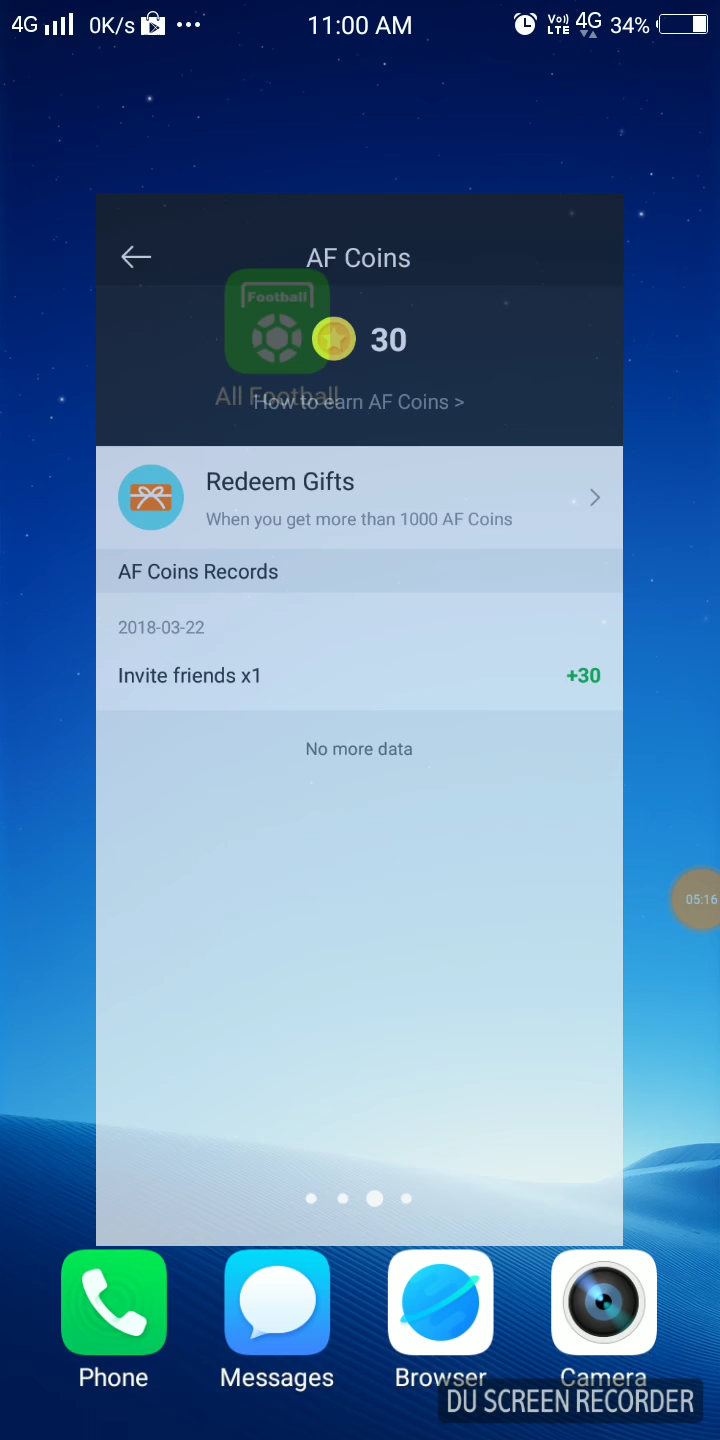 4G 0K/s ... 11:00 AM Vo)) LTE 4G 34%
AF Coins
Football
30
All Football
How to earn AF Coins >
Redeem Gifts
When you get more than 1000 AF Coins
AF Coins Records
2018-03-22
Invite friends x1 +30
No more data
05:16
Phone Messages Browser Camera
DU SCREEN RECORDER